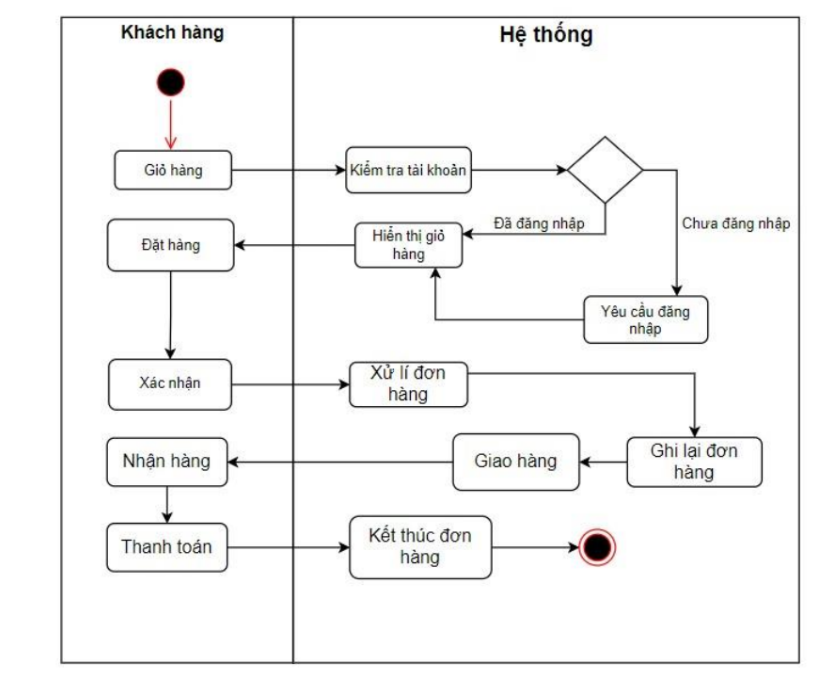 Khách hàng
Hệ thống
Giỏ hàng
Kiểm tra tài khoản
Đã đăng nhập
Chưa đăng nhập
Hiển thị giỏ
hàng
Đặt hàng
Yêu cầu đăng
nhập
Xác nhận
Xử lí đơn
hàng
Ghi lại đơn
hàng
Giao hàng
Nhận hàng
Thanh toán
Kết thúc đơn
hàng